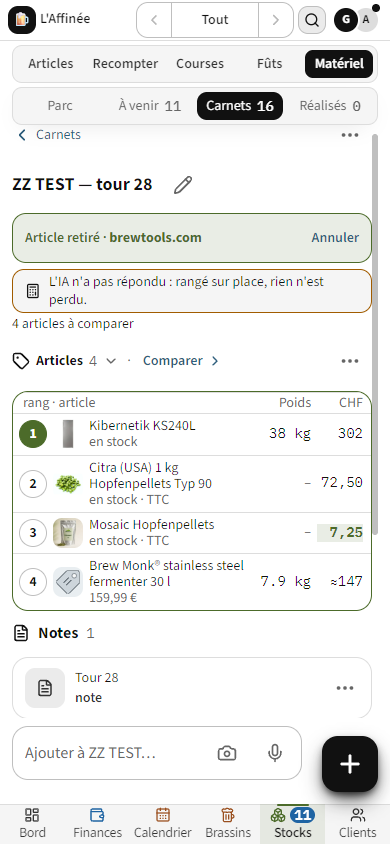 L'Affinée
Tout
G
A
Articles
Recompter
Courses
Fûts
Matériel
Parc
À venir 11
Carnets 16
Réalisés 0
Carnets
ZZ TEST — tour 28
Article retiré · brewtools.com
Annuler
L'IA n'a pas répondu : rangé sur place, rien n'est
perdu.
4 articles à comparer
Articles 4 · Comparer
rang · article Poids CHF
1 Kibernetik KS240L 38 kg 302
en stock
Citra (USA) 1 kg
2 Hopfenpellets Typ 90 – 72,50
en stock · TTC
3 Mosaic Hopfenpellets – 7,25
en stock · TTC
Brew Monk® stainless steel
4 fermenter 30 l 7.9 kg ≈147
159,99 €
Notes 1
Tour 28
note
Ajouter à ZZ TEST…
11
Bord
Finances
Calendrier
Brassins
Stocks
Clients